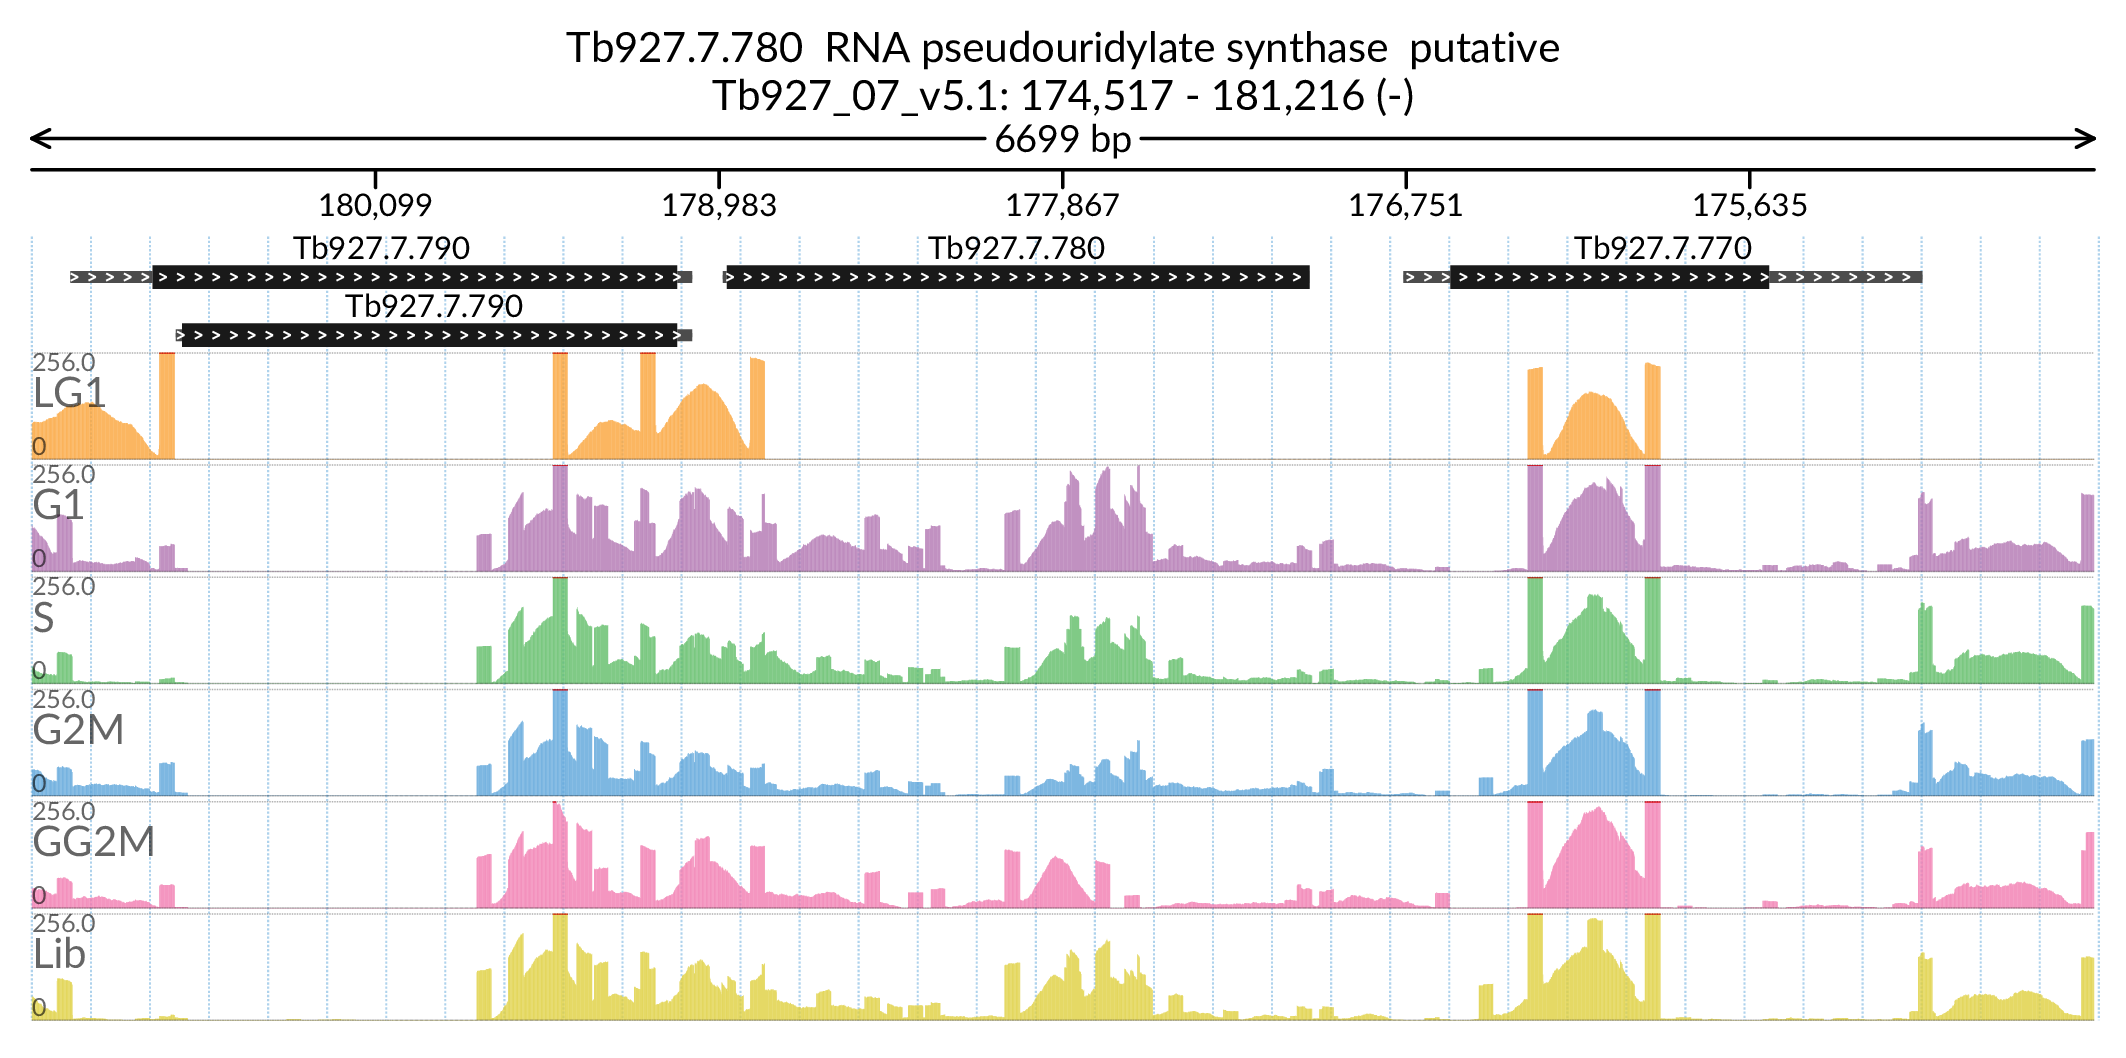 Tb927.7.780  RNA pseudouridylate synthase  putative
Tb927_07_v5.1: 174,517 - 181,216 (-)
6699 bp
180,099 178,983 177,867 176,751 175,635
Tb927.7.790 Tb927.7.780 Tb927.7.770
Tb927.7.790
256.0
LG1
0
256.0
G1
0
256.0
S
0
256.0
G2M
0
256.0
GG2M
0
256.0
Lib
0